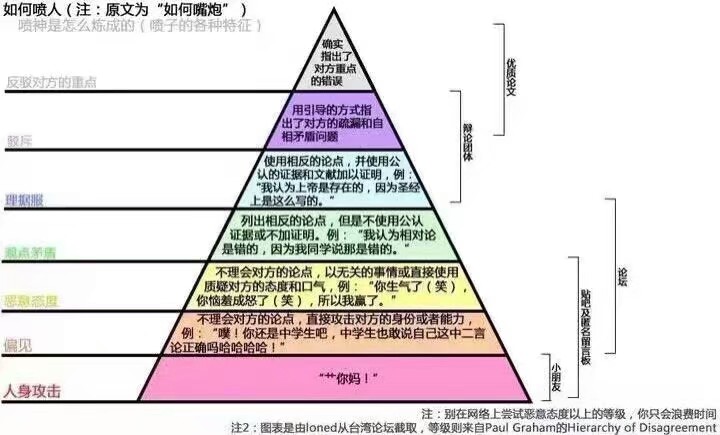 如何喷人（注：原文为“如何嘴炮”）
喷神是怎么炼成的（喷子的各种特征）
确实
指出了
对方重点
的错误
反驳对方的重点
用引导的方式指
出了对方的疏漏和自
相矛盾问题
驳斥
使用相反的论点，并使用公
认的证据和文献加以证明，例：
“我认为上帝是存在的，因为圣经
上是这么写的。”
理据服
列出相反的论点，但是不使用公认
证据或不加证明。例：“我认为相对论
是错的，因为我同学说那是错的。”
观点矛盾
不理会对方的论点，以无关的事情或直接使用
质疑对方的态度和口气，例：“你生气了（笑），
你恼羞成怒了（笑），所以我赢了。”
恶意态度
不理会对方的论点，直接攻击对方的身份或者能力，
例：“噗！你还是中学生吧，中学生也敢说自己这中二言
论正确吗哈哈哈哈！”
偏见
“艹你妈！”
人身攻击
优质论文
辩论团体
论坛
贴吧及匿名留言板
小朋友
注：别在网络上尝试恶意态度以上的等级，你只会浪费时间
注2：图表是由loned从台湾论坛截取，等级则来自Paul Graham的Hierarchy of Disagreement